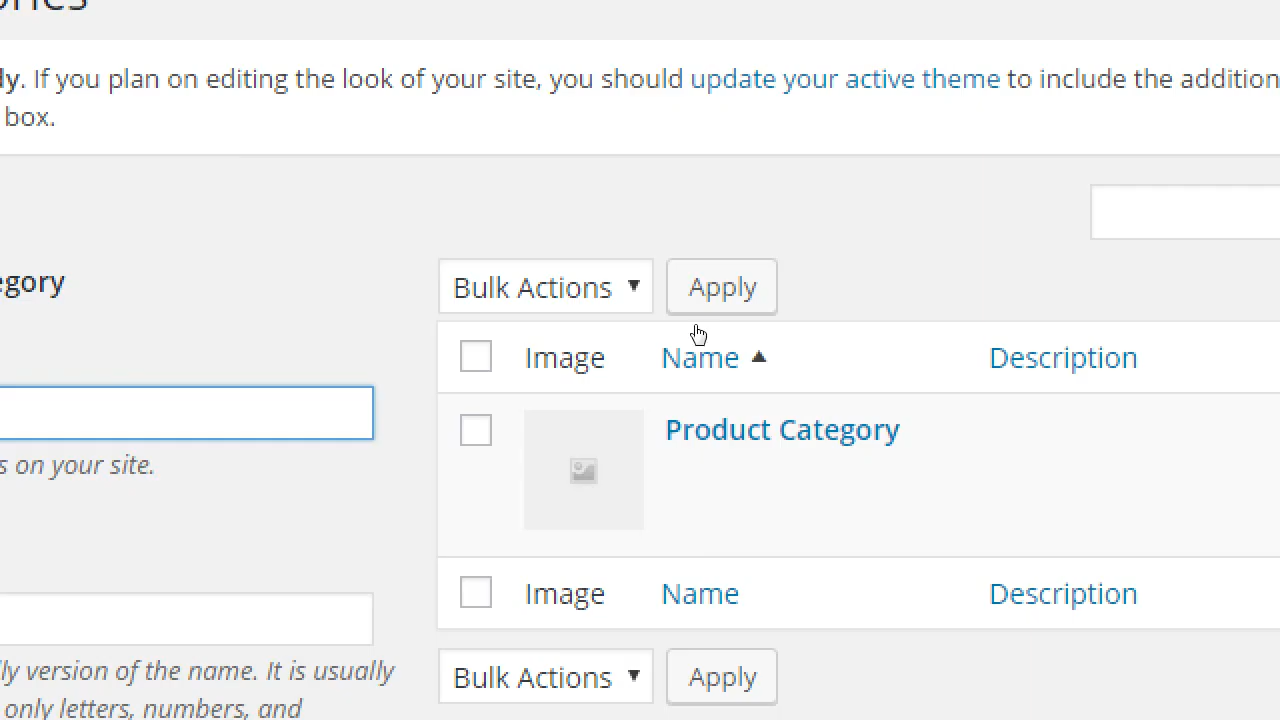 dy. If you plan on editing the look of your site, you should update your active theme to include the addition
box.
egory
Bulk Actions Apply
Image Name Description
s on your site.
Product Category
Image Name Description
lly version of the name. It is usually
only letters, numbers, and
Bulk Actions Apply